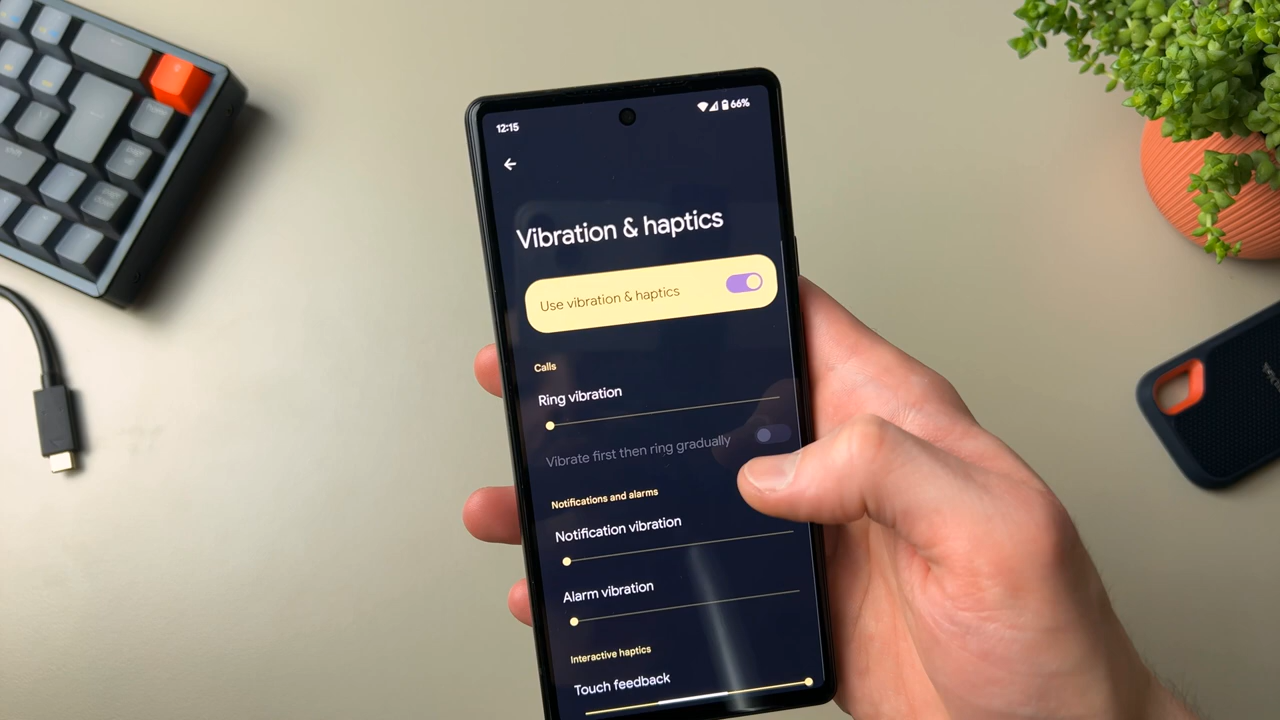 12:15
66%
Vibration & haptics
Use vibration & haptics
Calls
Ring vibration
Vibrate first then ring gradually
Notifications and alarms
Notification vibration
Alarm vibration
Interactive haptics
Touch feedback